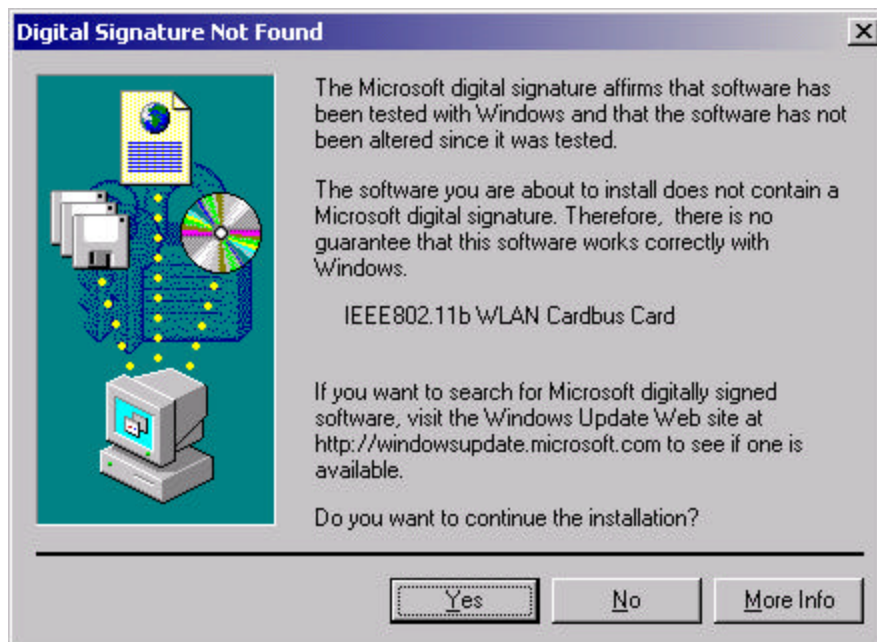 Digital Signature Not Found
The Microsoft digital signature affirms that software has
been tested with Windows and that the software has not
been altered since it was tested.
The software you are about to install does not contain a
Microsoft digital signature. Therefore, there is no
guarantee that this software works correctly with
Windows.
IEEE802.11b WLAN Cardbus Card
If you want to search for Microsoft digitally signed
software, visit the Windows Update Web site at
http://windowsupdate.microsoft.com to see if one is
available.
Do you want to continue the installation?
Yes No More Info